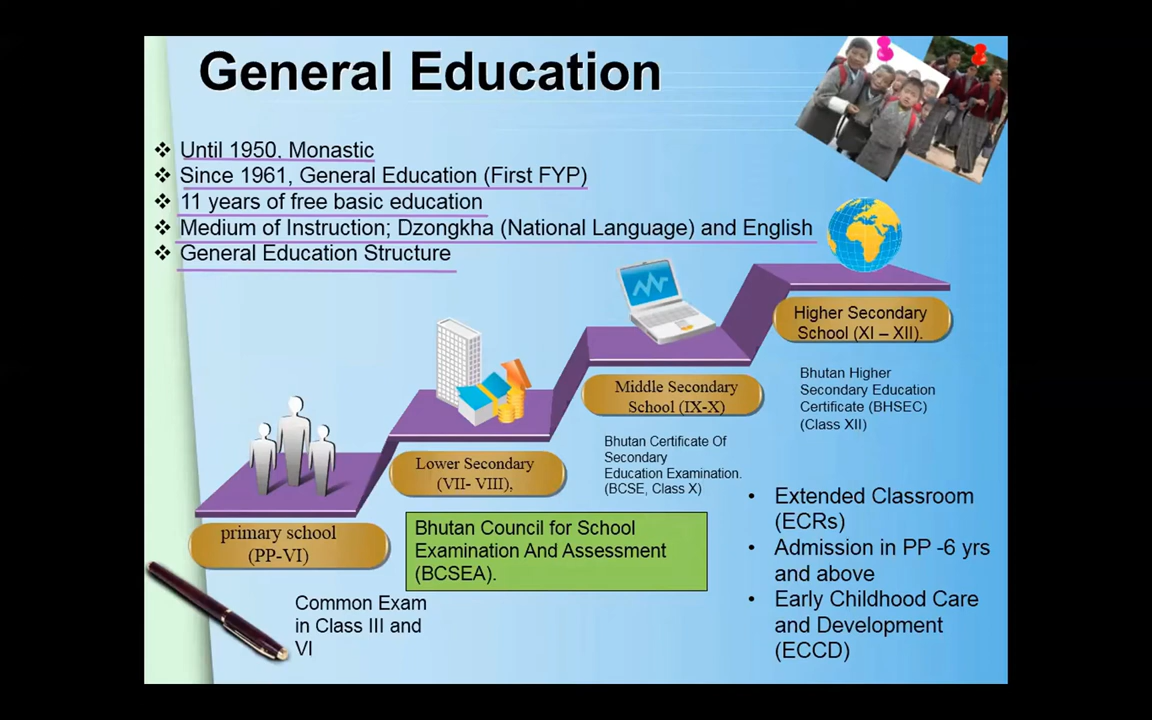 General Education
❖ Until 1950, Monastic
❖ Since 1961, General Education (First FYP)
❖ 11 years of free basic education
❖ Medium of Instruction; Dzongkha (National Language) and English
❖ General Education Structure
Higher Secondary
School (XI – XII).
Bhutan Higher
Secondary Education
Certificate (BHSEC)
(Class XII)
Middle Secondary
School (IX-X)
Bhutan Certificate Of
Secondary
Education Examination.
(BCSE, Class X)
Lower Secondary
(VII- VIII),
primary school
(PP-VI)
Bhutan Council for School
Examination And Assessment
(BCSEA).
Common Exam
in Class III and
VI
• Extended Classroom
(ECRs)
• Admission in PP -6 yrs
and above
• Early Childhood Care
and Development
(ECCD)